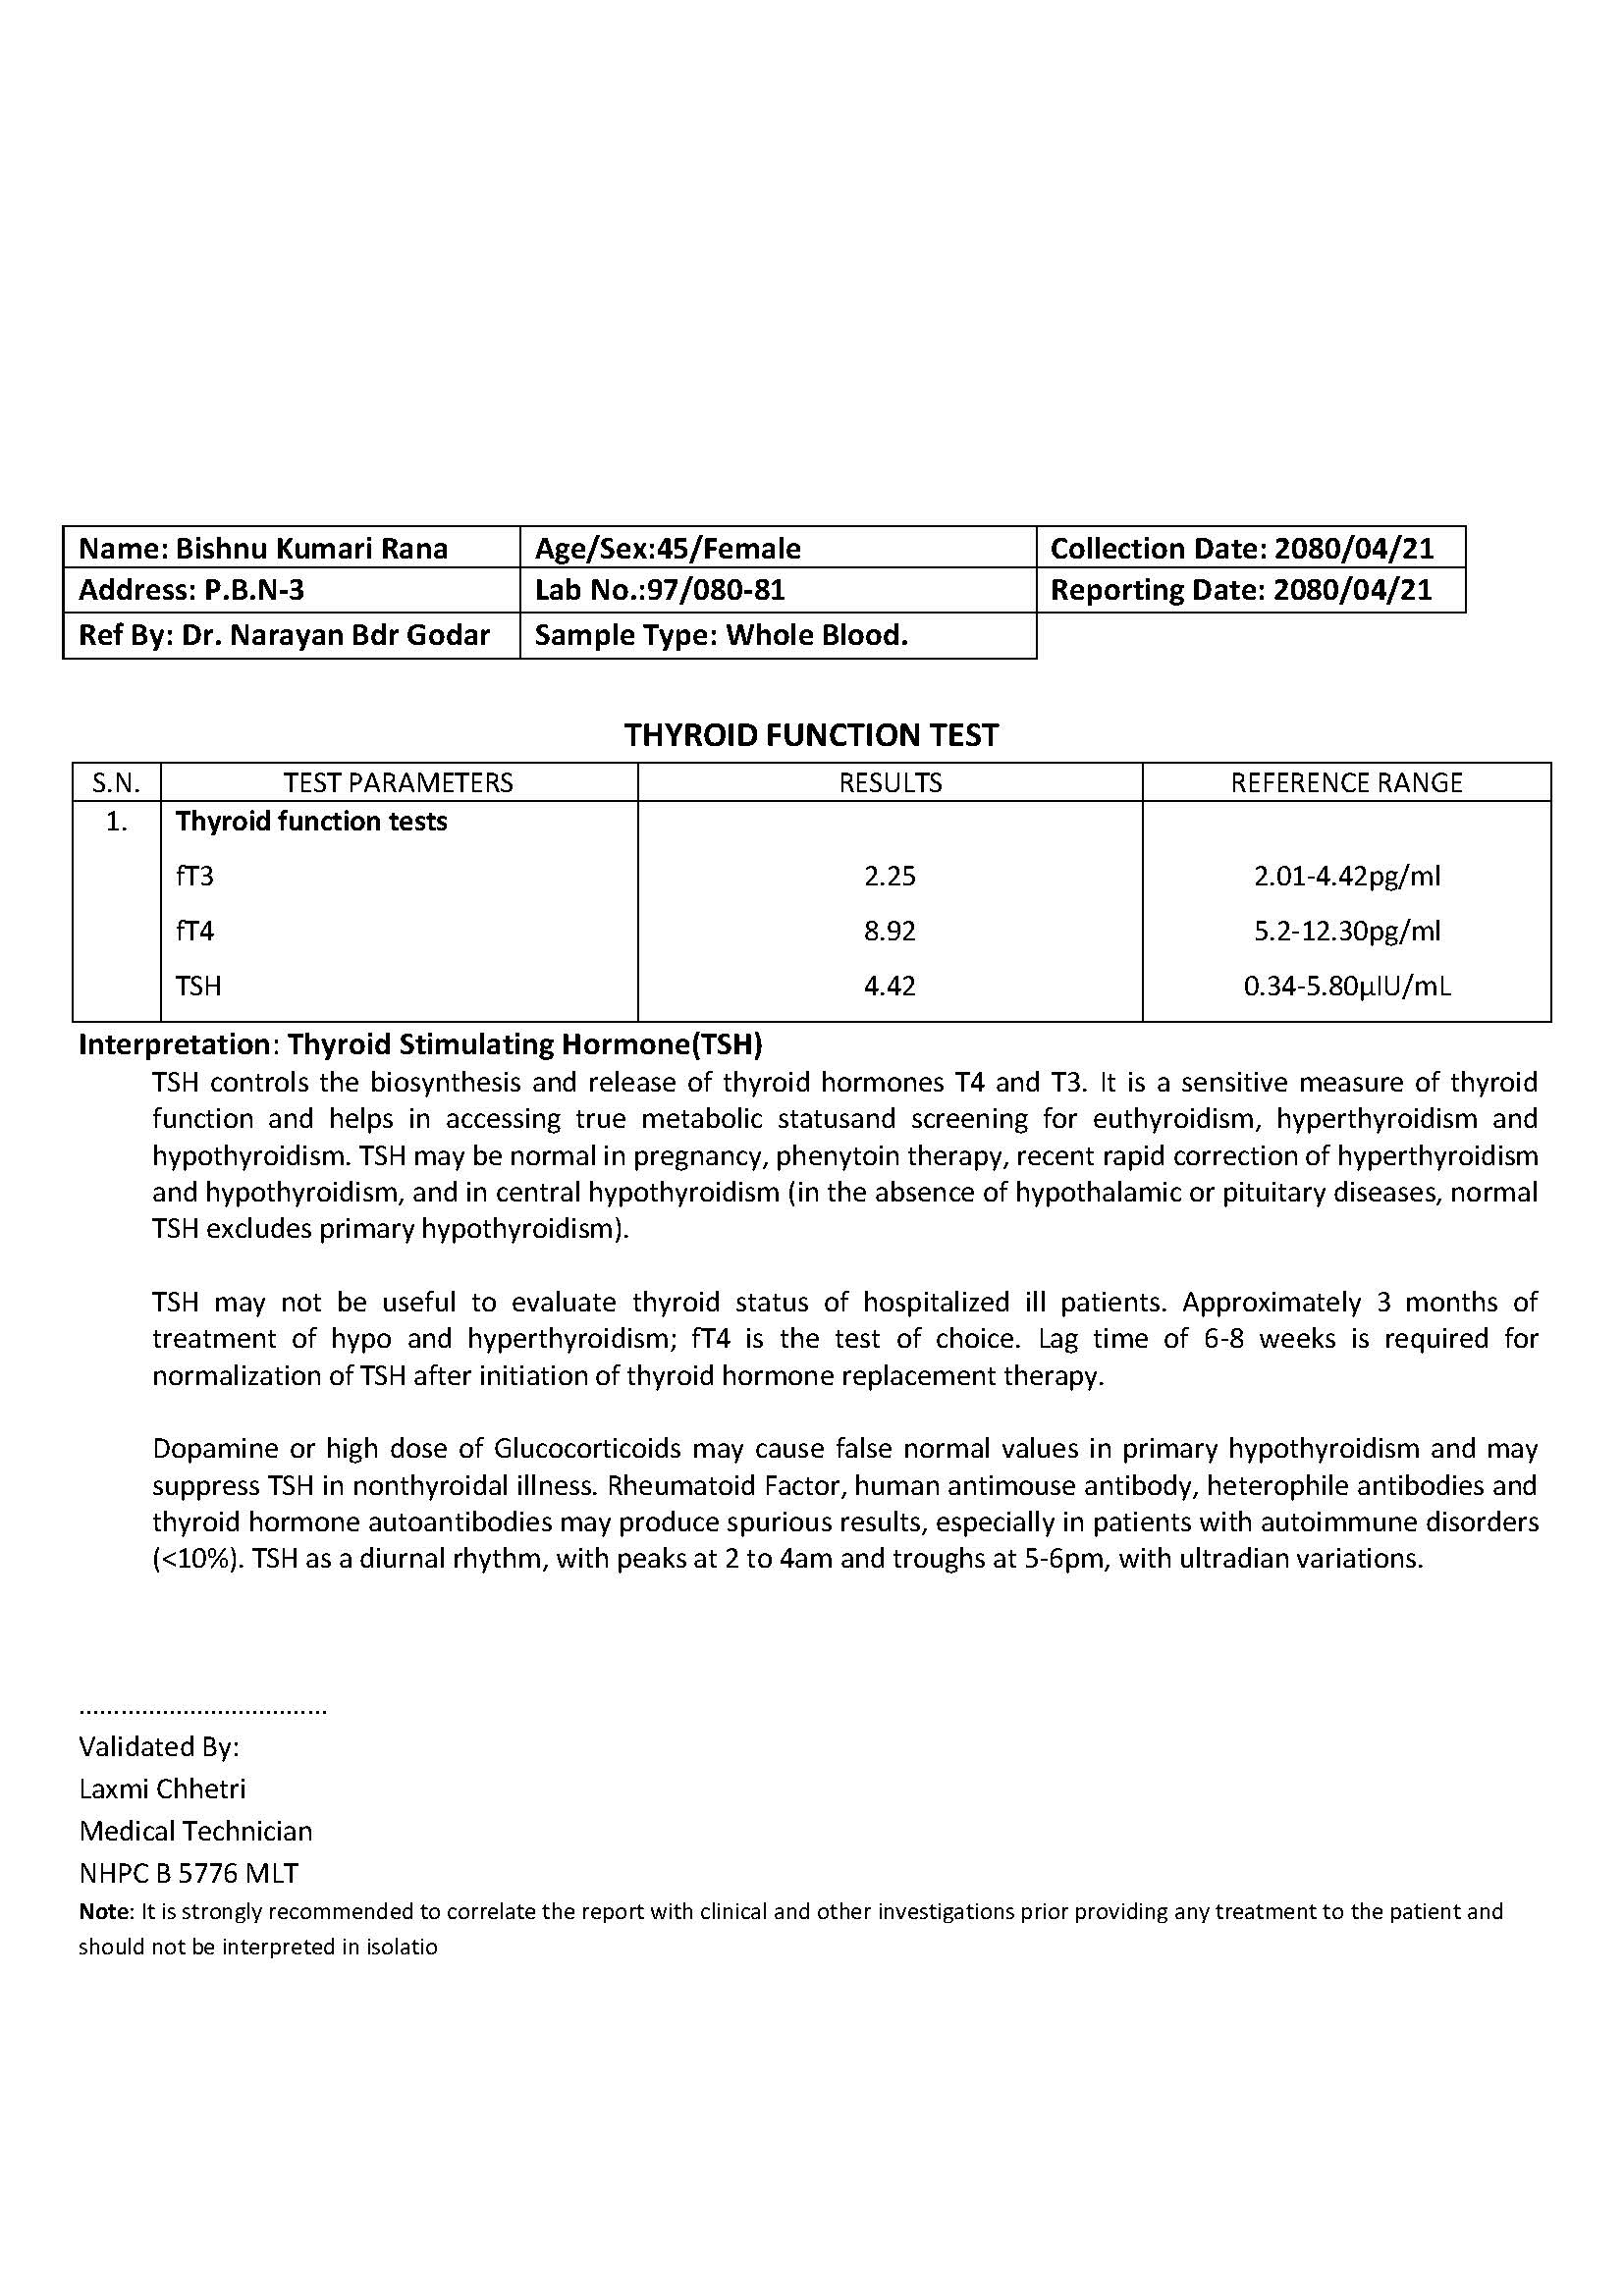 Name: Bishnu Kumari Rana Age/Sex:45/Female Collection Date: 2080/04/21
Address: P.B.N-3 Lab No.:97/080-81 Reporting Date: 2080/04/21
Ref By: Dr. Narayan Bdr Godar Sample Type: Whole Blood.
THYROID FUNCTION TEST
S.N. TEST PARAMETERS RESULTS REFERENCE RANGE
1. Thyroid function tests
fT3 2.25 2.01-4.42pg/ml
fT4 8.92 5.2-12.30pg/ml
TSH 4.42 0.34-5.80µIU/mL
Interpretation: Thyroid Stimulating Hormone(TSH)
TSH controls the biosynthesis and release of thyroid hormones T4 and T3. It is a sensitive measure of thyroid
function and helps in accessing true metabolic statusand screening for euthyroidism, hyperthyroidism and
hypothyroidism. TSH may be normal in pregnancy, phenytoin therapy, recent rapid correction of hyperthyroidism
and hypothyroidism, and in central hypothyroidism (in the absence of hypothalamic or pituitary diseases, normal
TSH excludes primary hypothyroidism).
TSH may not be useful to evaluate thyroid status of hospitalized ill patients. Approximately 3 months of
treatment of hypo and hyperthyroidism; fT4 is the test of choice. Lag time of 6-8 weeks is required for
normalization of TSH after initiation of thyroid hormone replacement therapy.
Dopamine or high dose of Glucocorticoids may cause false normal values in primary hypothyroidism and may
suppress TSH in nonthyroidal illness. Rheumatoid Factor, human antimouse antibody, heterophile antibodies and
thyroid hormone autoantibodies may produce spurious results, especially in patients with autoimmune disorders
(<10%). TSH as a diurnal rhythm, with peaks at 2 to 4am and troughs at 5-6pm, with ultradian variations.
....................................
Validated By:
Laxmi Chhetri
Medical Technician
NHPC B 5776 MLT
Note: It is strongly recommended to correlate the report with clinical and other investigations prior providing any treatment to the patient and
should not be interpreted in isolatio